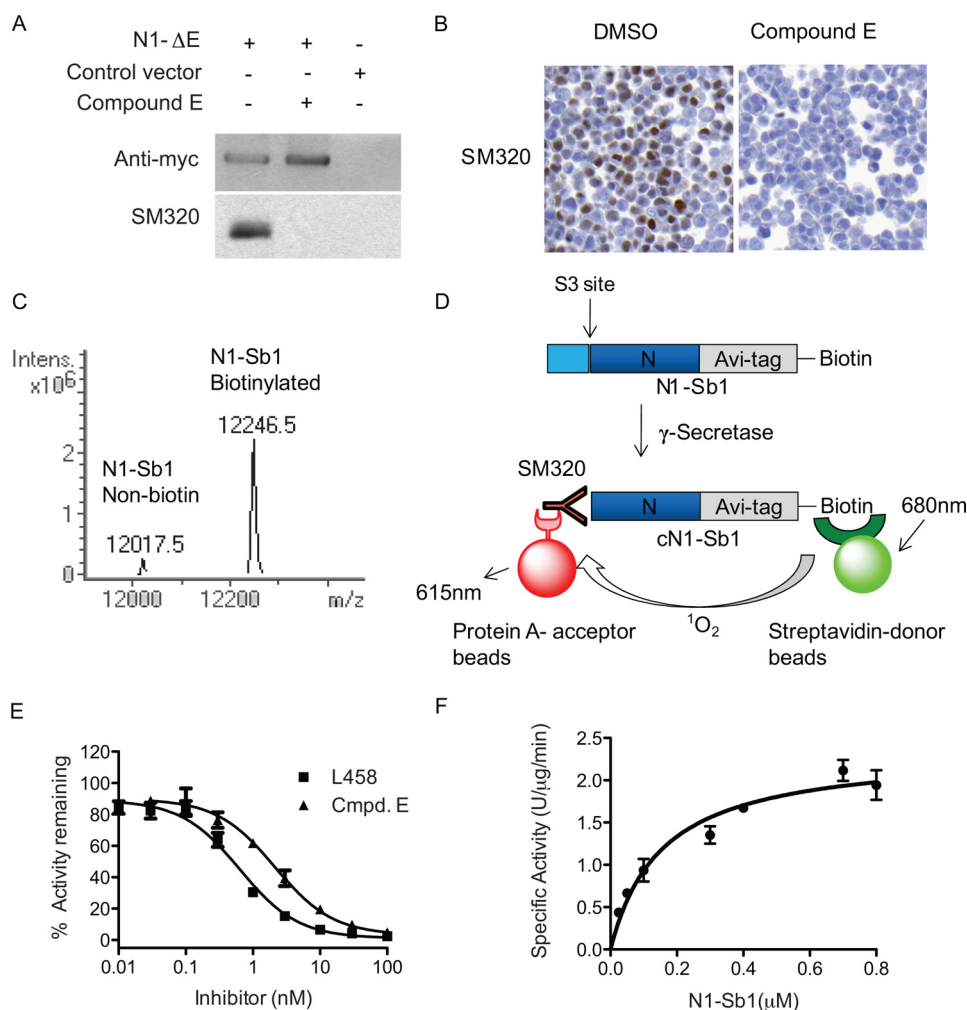 A
N1-ΔE + + -
Control vector - - +
Compound E - + -
Anti-myc
SM320
B
DMSO Compound E
SM320
C
Intens.
x10⁶
N1-Sb1
Biotinylated
12246.5
N1-Sb1
Non-biotin
12017.5
2
1
0
12000 12200 m/z
D
S3 site
N Avi-tag Biotin
N1-Sb1
γ-Secretase
SM320
N Avi-tag Biotin
cN1-Sb1
680nm
615nm
¹O₂
Protein A- acceptor
beads
Streptavidin-donor
beads
E
% Activity remaining
120
100
80
60
40
20
0
L458
Cmpd. E
0.01 0.1 1 10 100
Inhibitor (nM)
F
Specific Activity (U/μg/min)
2.5
2.0
1.5
1.0
0.5
0.0
0.0 0.2 0.4 0.6 0.8
N1-Sb1(μM)